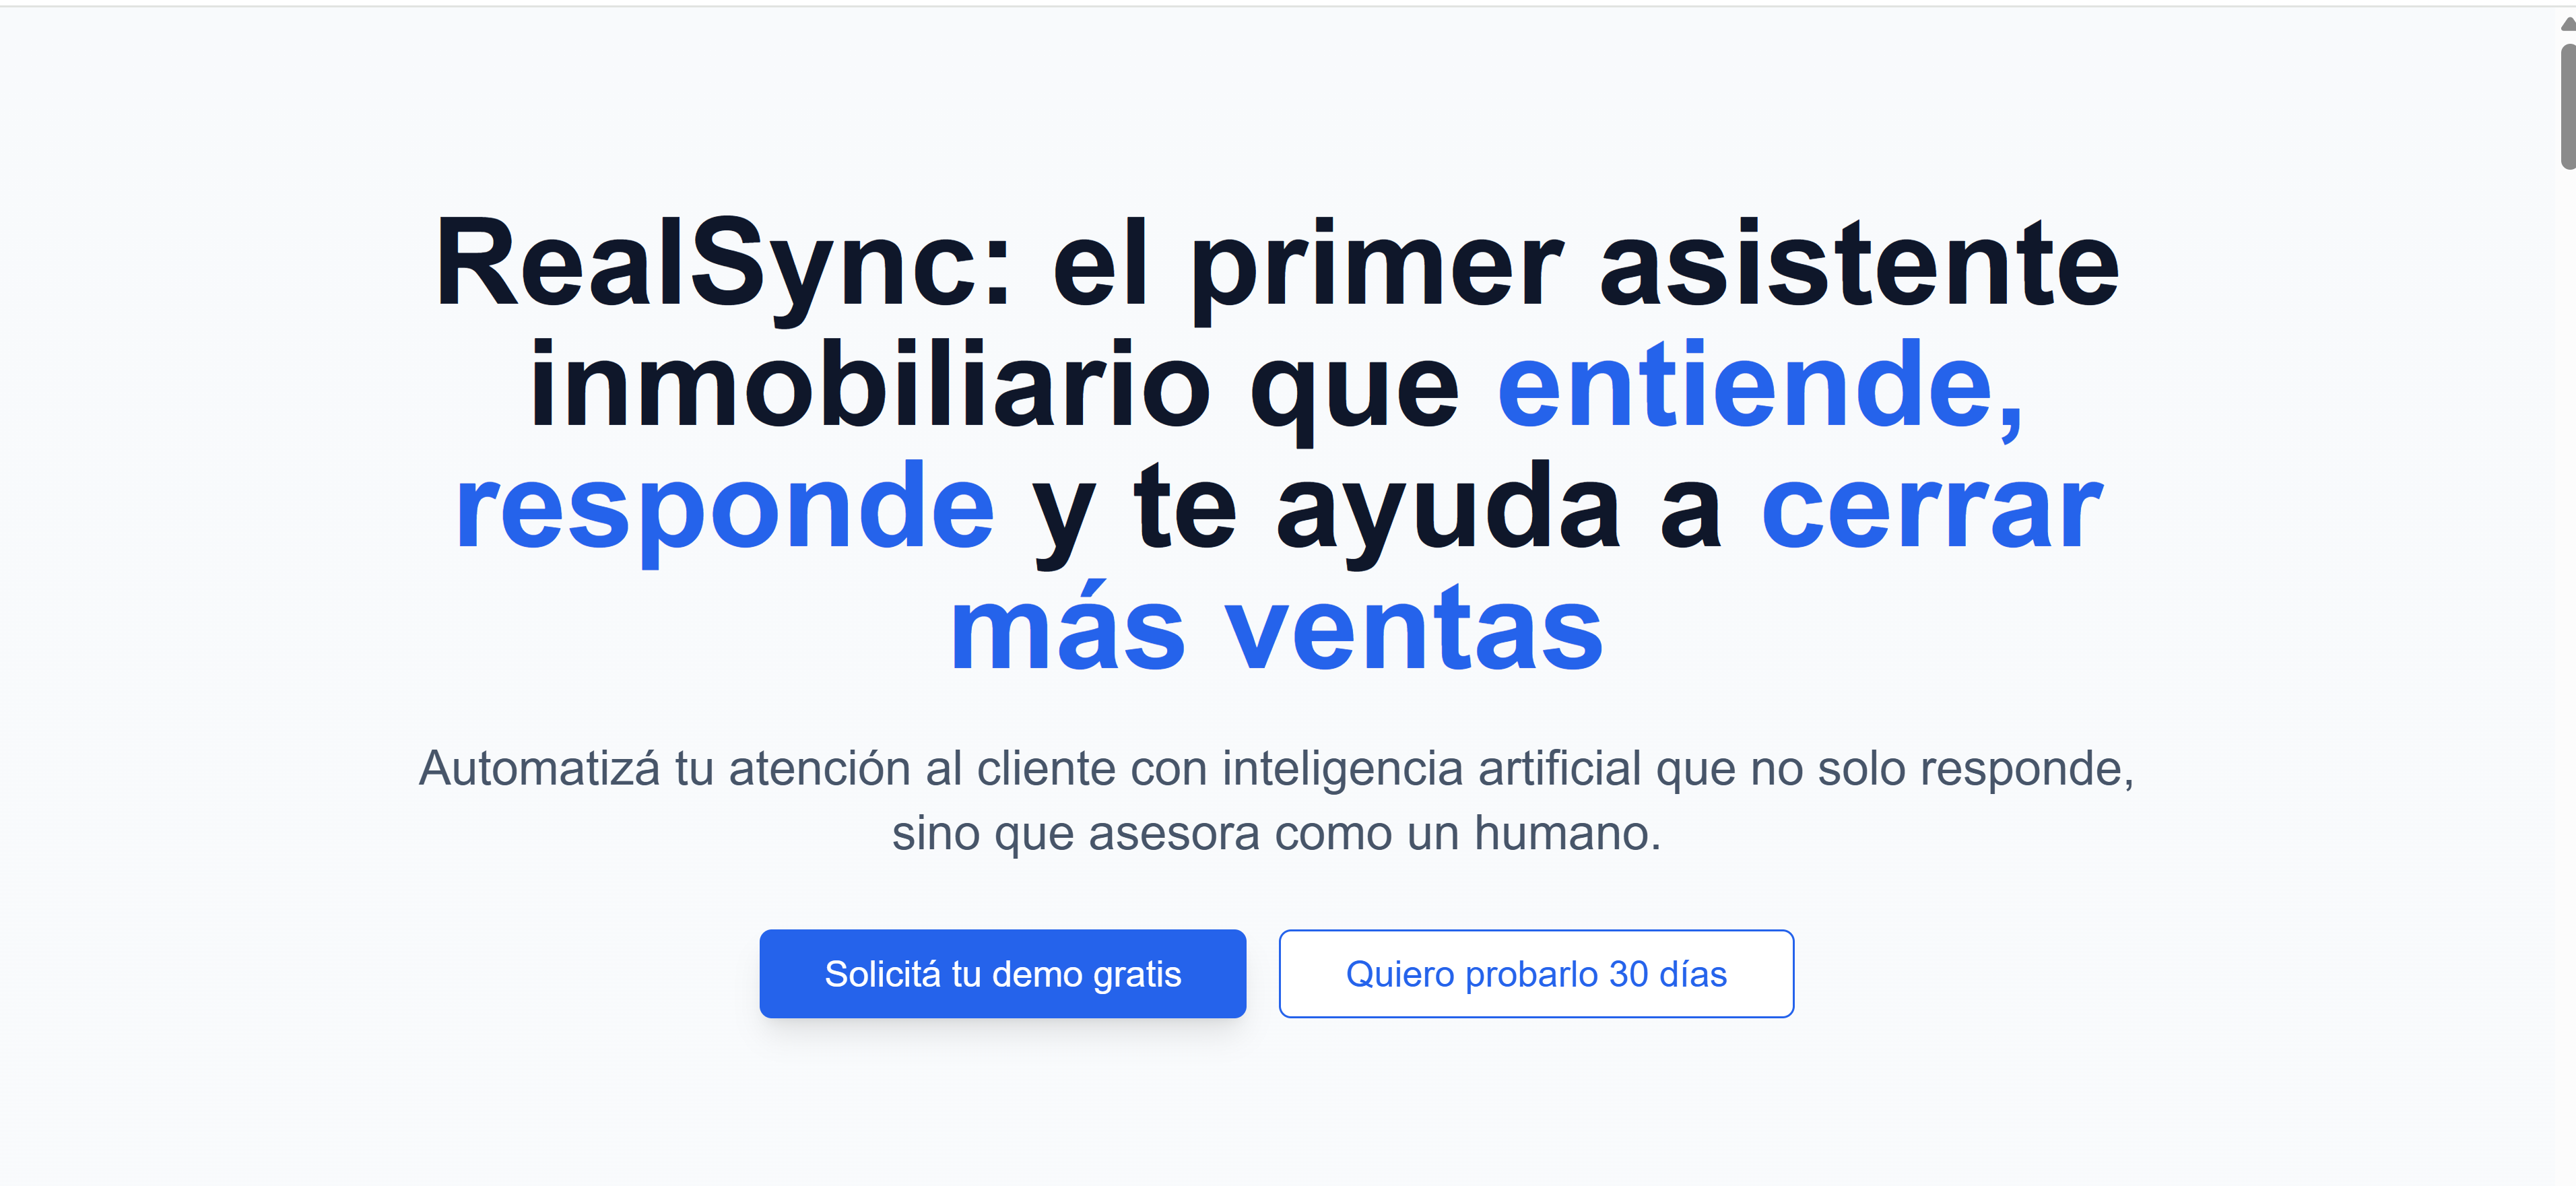 RealSync: el primer asistente
inmobiliario que entiende,
responde y te ayuda a cerrar
más ventas
Automatizá tu atención al cliente con inteligencia artificial que no solo responde,
sino que asesora como un humano.
Solicitá tu demo gratis
Quiero probarlo 30 días